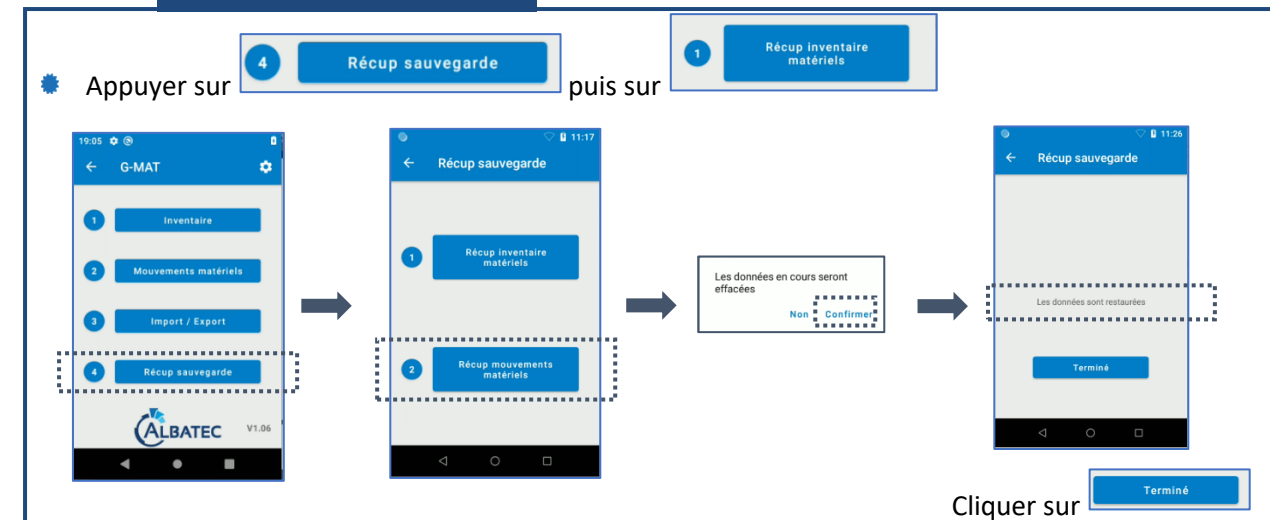 Appuyer sur 4 Récup sauvegarde puis sur 1 Récup inventaire
matériels
19:05
G-MAT
1 Inventaire
2 Mouvements matériels
3 Import / Export
4 Récup sauvegarde
ALBATEC V1.06
11:17
Récup sauvegarde
1 Récup inventaire
matériels
2 Récup mouvements
matériels
Les données en cours seront
effacées
Non Confirmer
11:26
Récup sauvegarde
Les données sont restaurées
Terminé
Cliquer sur Terminé